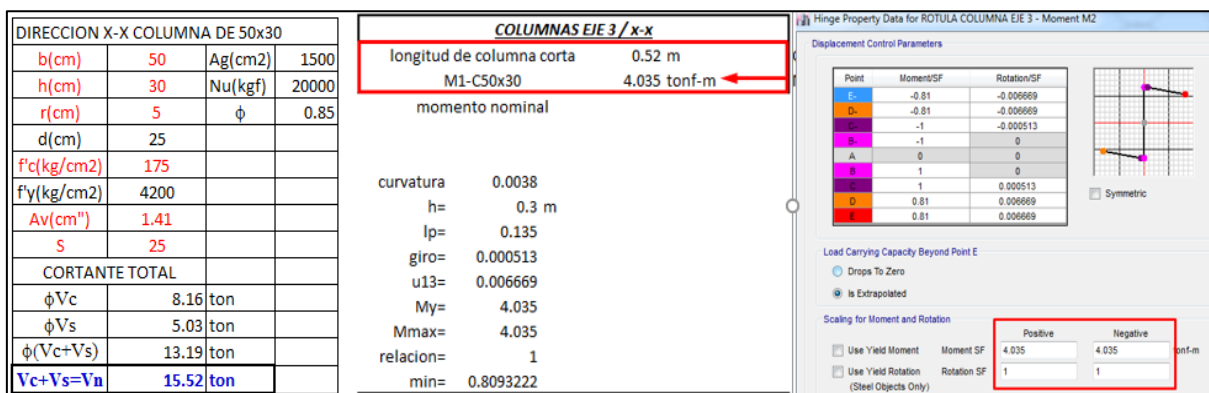 DIRECCION X-X COLUMNA DE 50x30
b(cm) 50 Ag(cm2) 1500
h(cm) 30 Nu(kgf) 20000
r(cm) 5 ϕ 0.85
d(cm) 25
f'c(kg/cm2) 175
f'y(kg/cm2) 4200
Av(cm") 1.41
S 25
CORTANTE TOTAL
ϕVc 8.16 ton
ϕVs 5.03 ton
ϕ(Vc+Vs) 13.19 ton
Vc+Vs=Vn 15.52 ton
COLUMNAS EJE 3 / x-x
longitud de columna corta 0.52 m
M1-C50x30 4.035 tonf-m
momento nominal
curvatura 0.0038
h= 0.3 m
lp= 0.135
giro= 0.000513
u13= 0.006669
My= 4.035
Mmax= 4.035
relacion= 1
min= 0.8093222
Hinge Property Data for ROTULA COLUMNA EJE 3 - Moment M2
Displacement Control Parameters
Point Moment/SF Rotation/SF
E- -0.81 -0.006669
D- -0.81 -0.006669
C- -1 -0.000513
B- -1 0
A 0 0
B 1 0
C 1 0.000513
D 0.81 0.006669
E 0.81 0.006669
Symmetric
Load Carrying Capacity Beyond Point E
Drops To Zero
Is Extrapolated
Scaling for Moment and Rotation
Positive Negative
Use Yield Moment Moment SF 4.035 4.035 tonf-m
Use Yield Rotation Rotation SF 1 1
(Steel Objects Only)